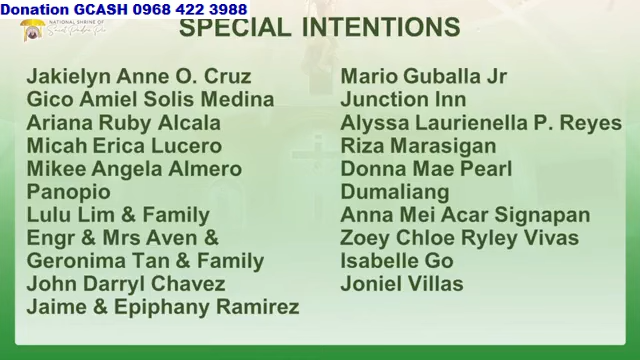 Donation GCASH 0968 422 3988
NATIONAL SHRINE OF
SPECIAL INTENTIONS
Jakielyn Anne O. Cruz
Gico Amiel Solis Medina
Ariana Ruby Alcala
Micah Erica Lucero
Mikee Angela Almero
Panopio
Lulu Lim & Family
Engr & Mrs Aven &
Geronima Tan & Family
John Darryl Chavez
Jaime & Epiphany Ramirez
Mario Guballa Jr
Junction Inn
Alyssa Laurienella P. Reyes
Riza Marasigan
Donna Mae Pearl
Dumaliang
Anna Mei Acar Signapan
Zoey Chloe Ryley Vivas
Isabelle Go
Joniel Villas